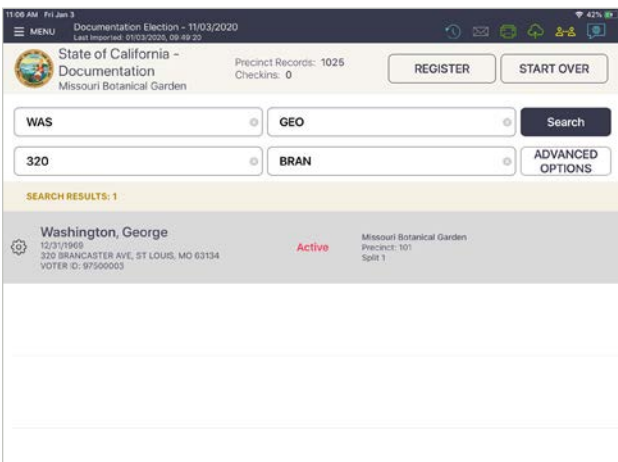 11:06 AM Fri Jan 3
42%
MENU
Documentation Election - 11/03/2020
Last Imported: 01/03/2020, 09:49:20
State of California -
Documentation
Missouri Botanical Garden
Precinct Records: 1025
Checkins: 0
REGISTER
START OVER
WAS
GEO
Search
320
BRAN
ADVANCED
OPTIONS
SEARCH RESULTS: 1
Washington, George
12/31/1969
320 BRANCASTER AVE, ST LOUIS, MO 63134
VOTER ID: 97500003
Active
Missouri Botanical Garden
Precinct: 101
Split 1